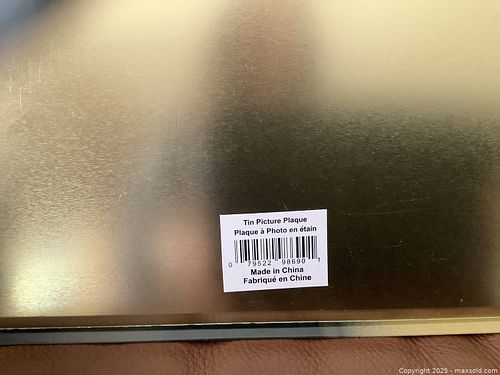 Tin Picture Plaque
Plaque à Photo en étain
0 79522 98690 1
Made in China
Fabriqué en Chine
Copyright 2025 - maxsold.com